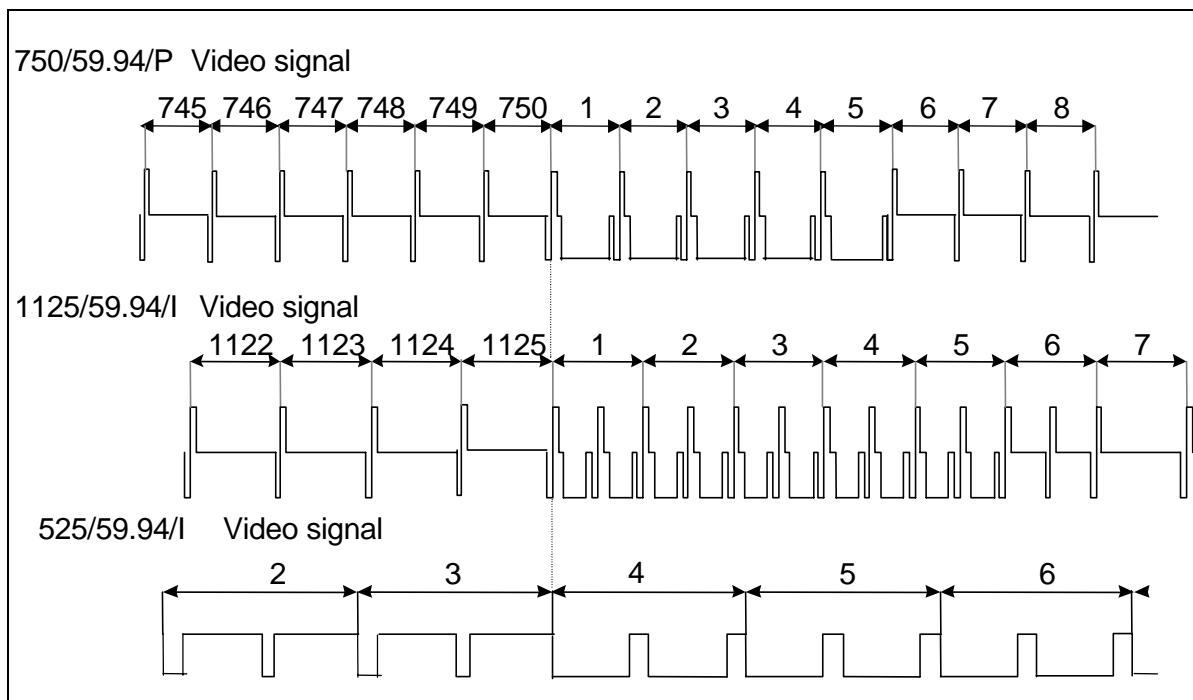 750/59.94/P Video signal
745 746 747 748 749 750 1 2 3 4 5 6 7 8
1125/59.94/I Video signal
1122 1123 1124 1125 1 2 3 4 5 6 7
525/59.94/I Video signal
2 3 4 5 6